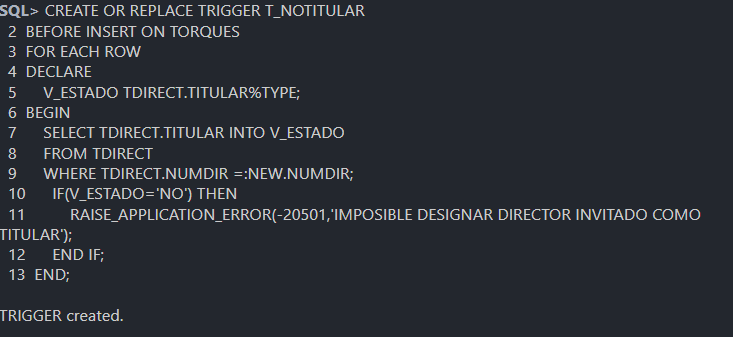 SQL> CREATE OR REPLACE TRIGGER T_NOTITULAR
2 BEFORE INSERT ON TORQUES
3 FOR EACH ROW
4 DECLARE
5 V_ESTADO TDIRECT.TITULAR%TYPE;
6 BEGIN
7 SELECT TDIRECT.TITULAR INTO V_ESTADO
8 FROM TDIRECT
9 WHERE TDIRECT.NUMDIR =:NEW.NUMDIR;
10 IF(V_ESTADO='NO') THEN
11 RAISE_APPLICATION_ERROR(-20501,'IMPOSIBLE DESIGNAR DIRECTOR INVITADO COMO
TITULAR');
12 END IF;
13 END;
TRIGGER created.